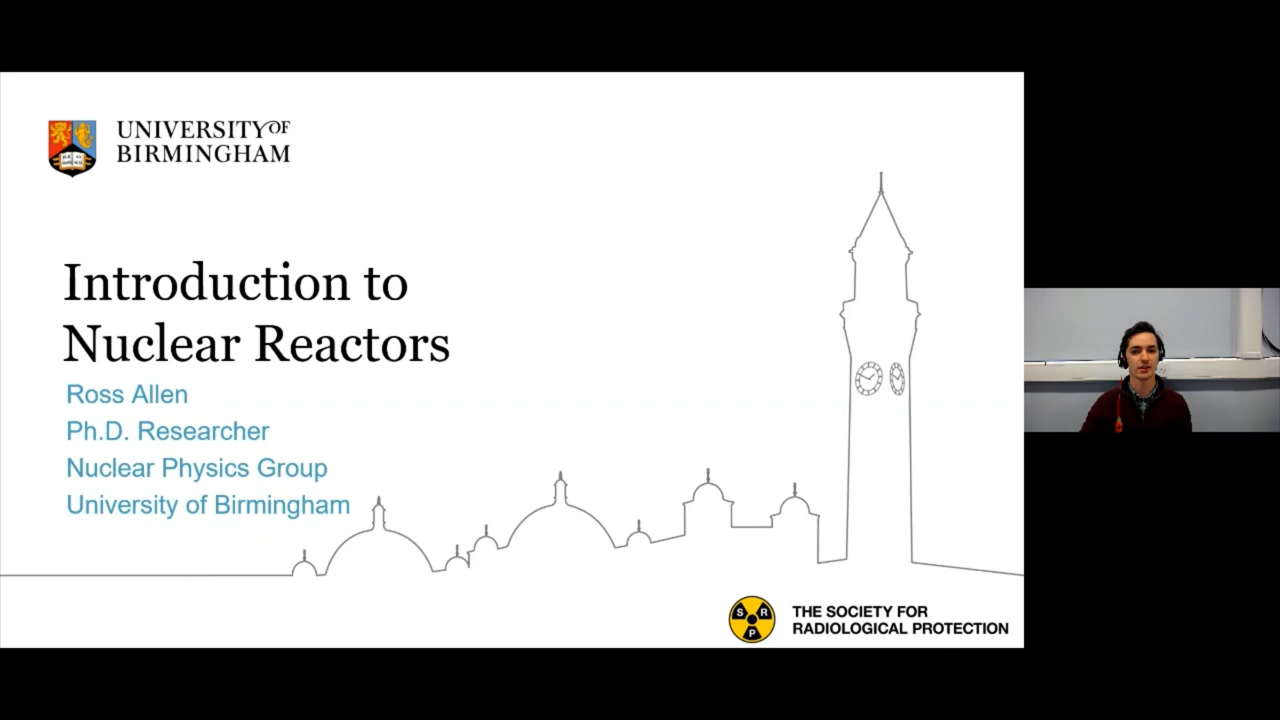 UNIVERSITY OF
BIRMINGHAM
Introduction to
Nuclear Reactors
Ross Allen
Ph.D. Researcher
Nuclear Physics Group
University of Birmingham
S R
P
THE SOCIETY FOR
RADIOLOGICAL PROTECTION